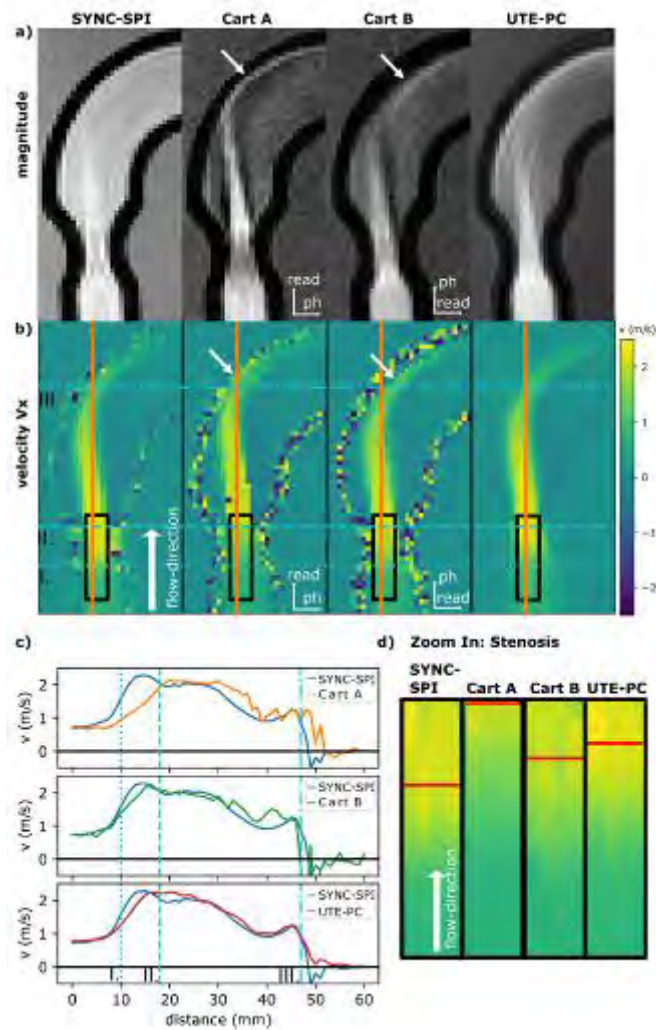 SYNC-SPI Cart A Cart B UTE-PC
a)
magnitude
read
ph
ph
read
b)
velocity Vx
III
II
I
flow-direction
read
ph
ph
read
v (m/s)
2
1
0
−1
−2
c)
v (m/s)
2
1
0
SYNC-SPI
Cart A
v (m/s)
2
1
0
SYNC-SPI
Cart B
v (m/s)
2
1
0
SYNC-SPI
UTE-PC
I II III
0 10 20 30 40 50 60
distance (mm)
d) Zoom In: Stenosis
SYNC-
SPI Cart A Cart B UTE-PC
flow-direction